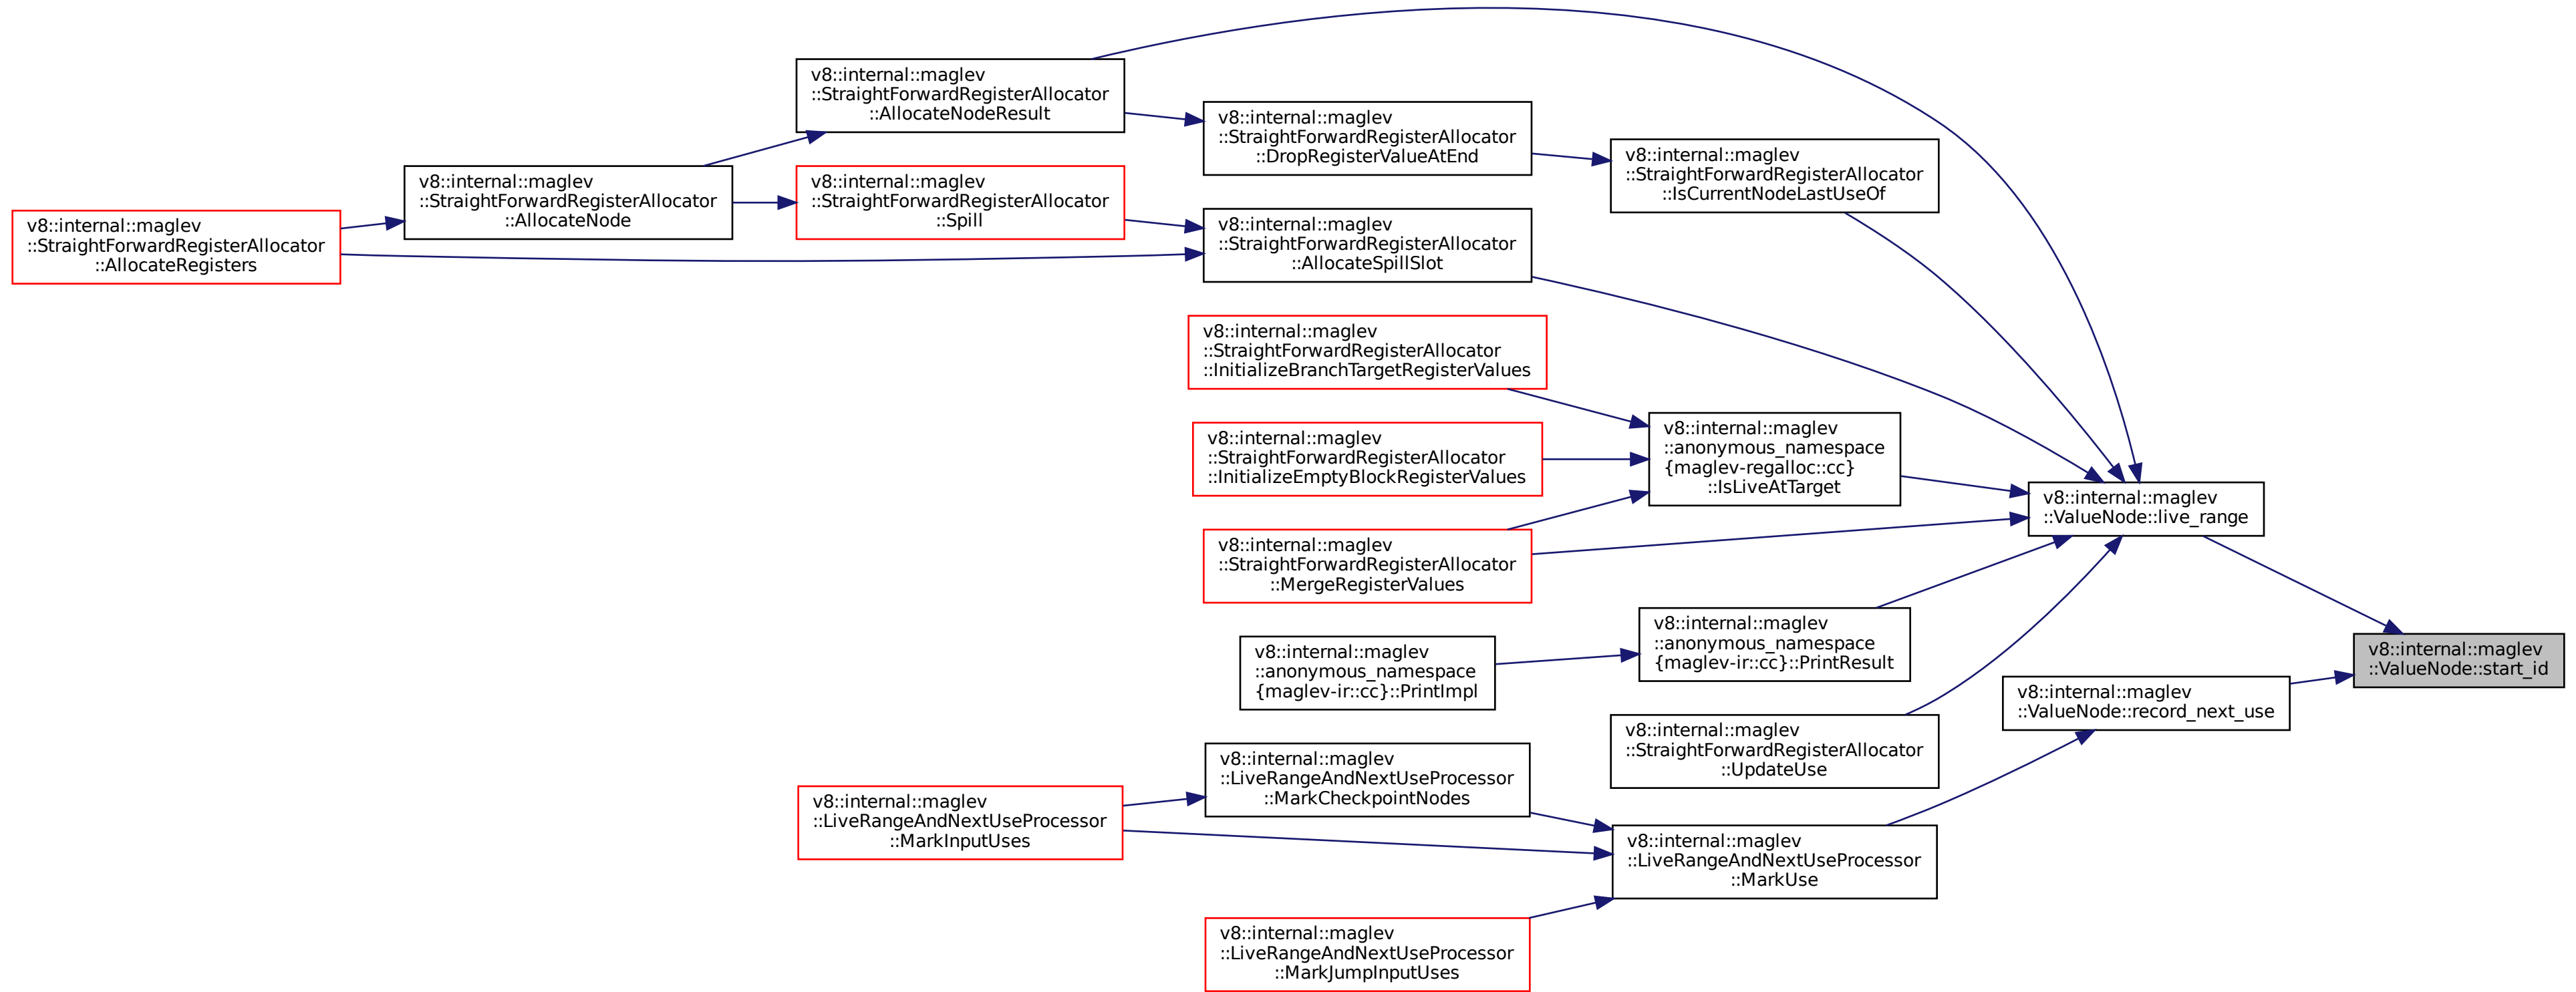 v8::internal::maglev
::StraightForwardRegisterAllocator
::AllocateRegisters
v8::internal::maglev
::StraightForwardRegisterAllocator
::AllocateNode
v8::internal::maglev
::StraightForwardRegisterAllocator
::AllocateNodeResult
v8::internal::maglev
::StraightForwardRegisterAllocator
::Spill
v8::internal::maglev
::LiveRangeAndNextUseProcessor
::MarkInputUses
v8::internal::maglev
::StraightForwardRegisterAllocator
::DropRegisterValueAtEnd
v8::internal::maglev
::StraightForwardRegisterAllocator
::AllocateSpillSlot
v8::internal::maglev
::StraightForwardRegisterAllocator
::InitializeBranchTargetRegisterValues
v8::internal::maglev
::StraightForwardRegisterAllocator
::InitializeEmptyBlockRegisterValues
v8::internal::maglev
::StraightForwardRegisterAllocator
::MergeRegisterValues
v8::internal::maglev
::anonymous_namespace
{maglev-ir::cc}::PrintImpl
v8::internal::maglev
::LiveRangeAndNextUseProcessor
::MarkCheckpointNodes
v8::internal::maglev
::LiveRangeAndNextUseProcessor
::MarkJumpInputUses
v8::internal::maglev
::StraightForwardRegisterAllocator
::IsCurrentNodeLastUseOf
v8::internal::maglev
::anonymous_namespace
{maglev-regalloc::cc}
::IsLiveAtTarget
v8::internal::maglev
::anonymous_namespace
{maglev-ir::cc}::PrintResult
v8::internal::maglev
::StraightForwardRegisterAllocator
::UpdateUse
v8::internal::maglev
::LiveRangeAndNextUseProcessor
::MarkUse
v8::internal::maglev
::ValueNode::live_range
v8::internal::maglev
::ValueNode::record_next_use
v8::internal::maglev
::ValueNode::start_id